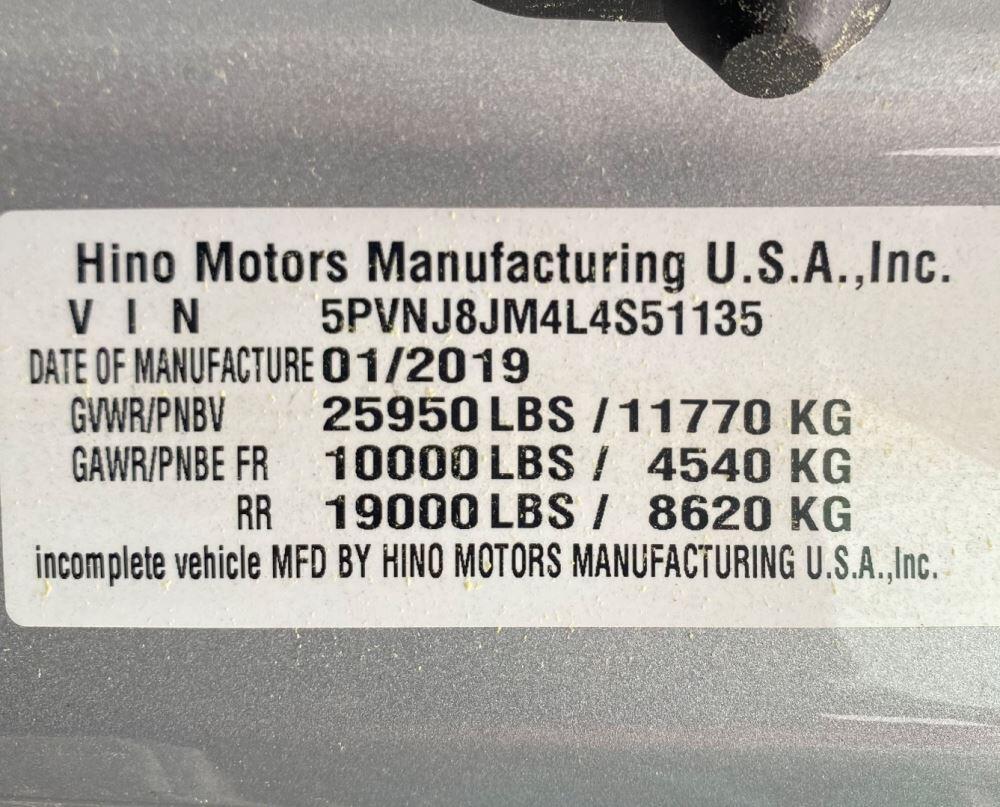 Hino Motors Manufacturing U.S.A.,Inc.
V I N 5PVNJ8JM4L4S51135
DATE OF MANUFACTURE 01/2019
GVWR/PNBV 25950 LBS / 11770 KG
GAWR/PNBE FR 10000 LBS / 4540 KG
RR 19000 LBS / 8620 KG
incomplete vehicle MFD BY HINO MOTORS MANUFACTURING U.S.A.,Inc.